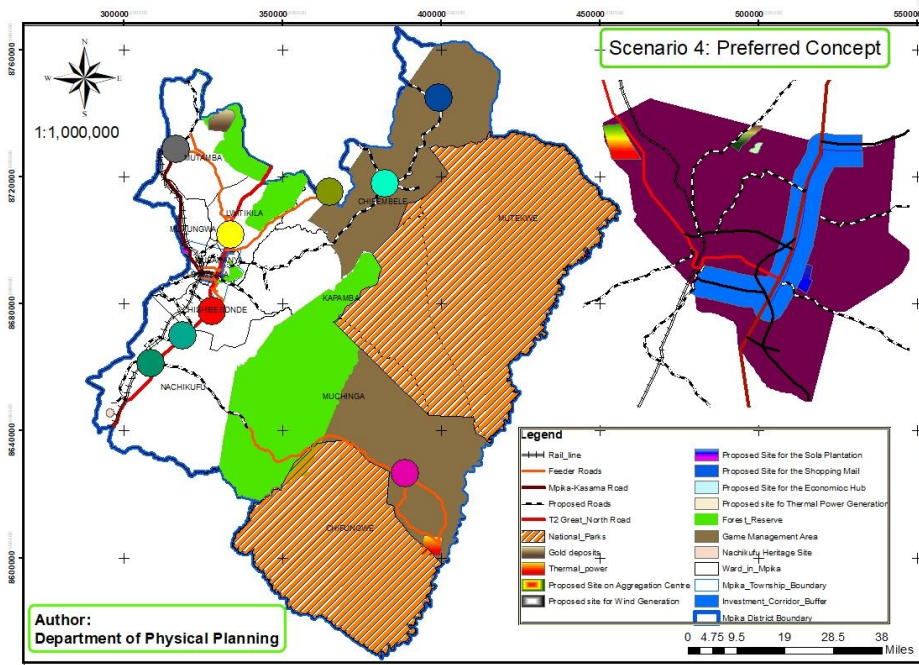 300000 350000 400000 450000 500000 550000
Scenario 4: Preferred Concept
N
W E
S
1:1,000,000
8760000
8720000
8680000
8640000
8600000
MUTAMBA
LWITIKILA
CHIPEMBELE
MUTEKWE
KAPAMBA
CHISHIBESONDE
NACHIKUFU
MUCHINGA
CHIFUNGWE
Legend
Rail_line
Feeder Roads
Mpika-Kasama Road
Proposed Roads
T2 Great_North Road
National_Parks
Gold deposits
Thermal_power
Proposed Site on Aggregation Centre
Proposed site for Wind Generation
Proposed Site for the Sola Plantation
Proposed Site for the Shopping Mall
Proposed Site for the Economioc Hub
Proposed site fo Thermal Power Generation
Forest_Reserve
Game Management Area
Nachikufu Heritage Site
Ward_in_Mpika
Mpika_Township_Boundary
Investment_Corridor_Buffer
Mpika District Boundary
Author:
Department of Physical Planning
0 4.75 9.5 19 28.5 38
Miles